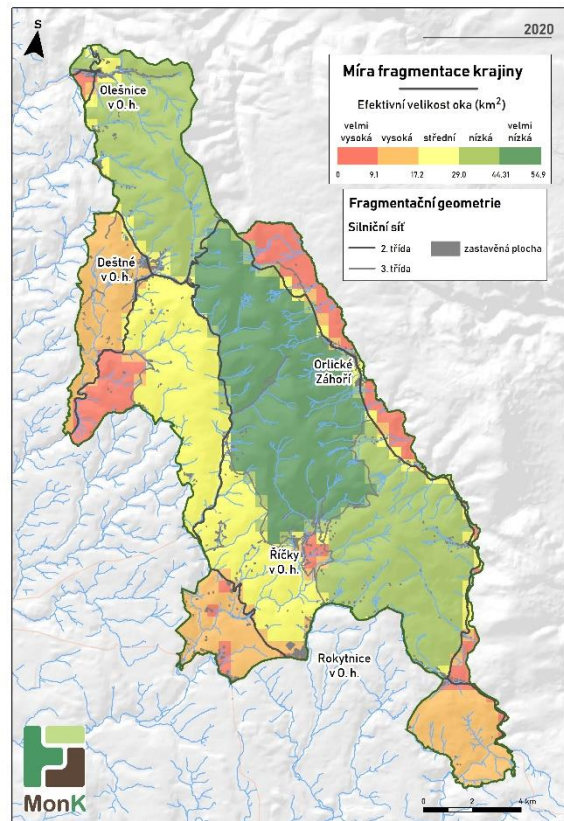 S
2020
Míra fragmentace krajiny
Efektivní velikost oka (km²)
velmi vysoká
vysoká
střední
nízká
velmi nízká
0
9,1
17,2
29,0
44,31
54,9
Fragmentační geometrie
Silniční síť
2. třída
zastavěná plocha
3. třída
Olešnice
v O. h.
Deštné
v O. h.
Orlické
Záhoří
Říčky
v O. h.
Rokytnice
v O. h.
MonK
0
2
4 km